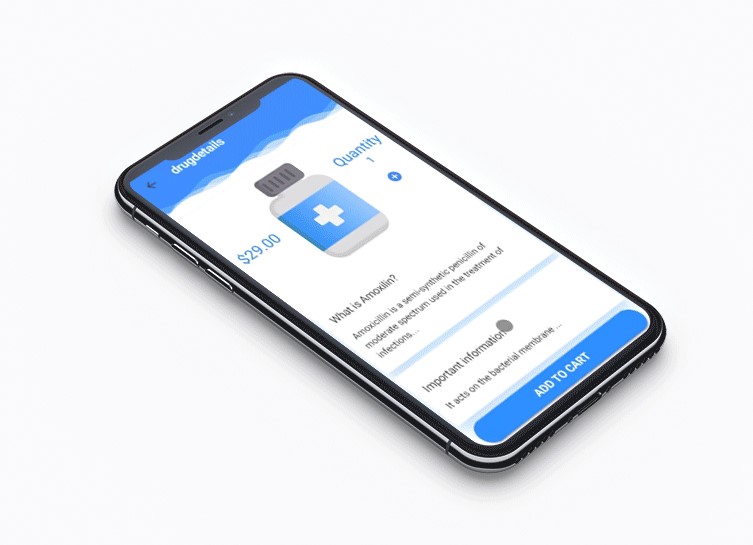 drugdetails
Quantity
1
$29.00
What is Amoxilin?
Amoxicillin is a semi-synthetic penicillin of
moderate spectrum used in the treatment of
infections...
Important information
It acts on the bacterial membrane ...
ADD TO CART